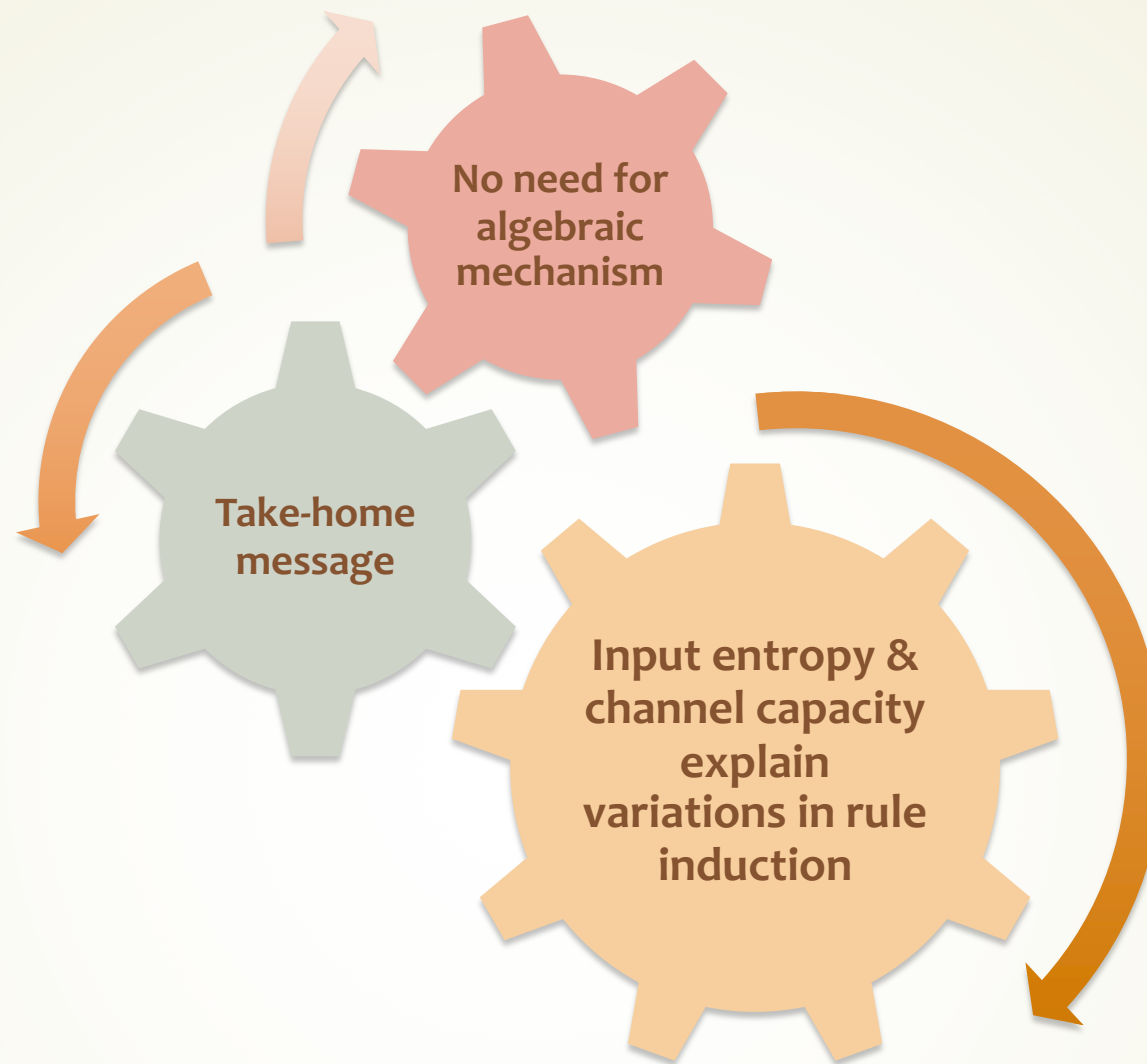 No need for
algebraic
mechanism
Take-home
message
Input entropy &
channel capacity
explain
variations in rule
induction